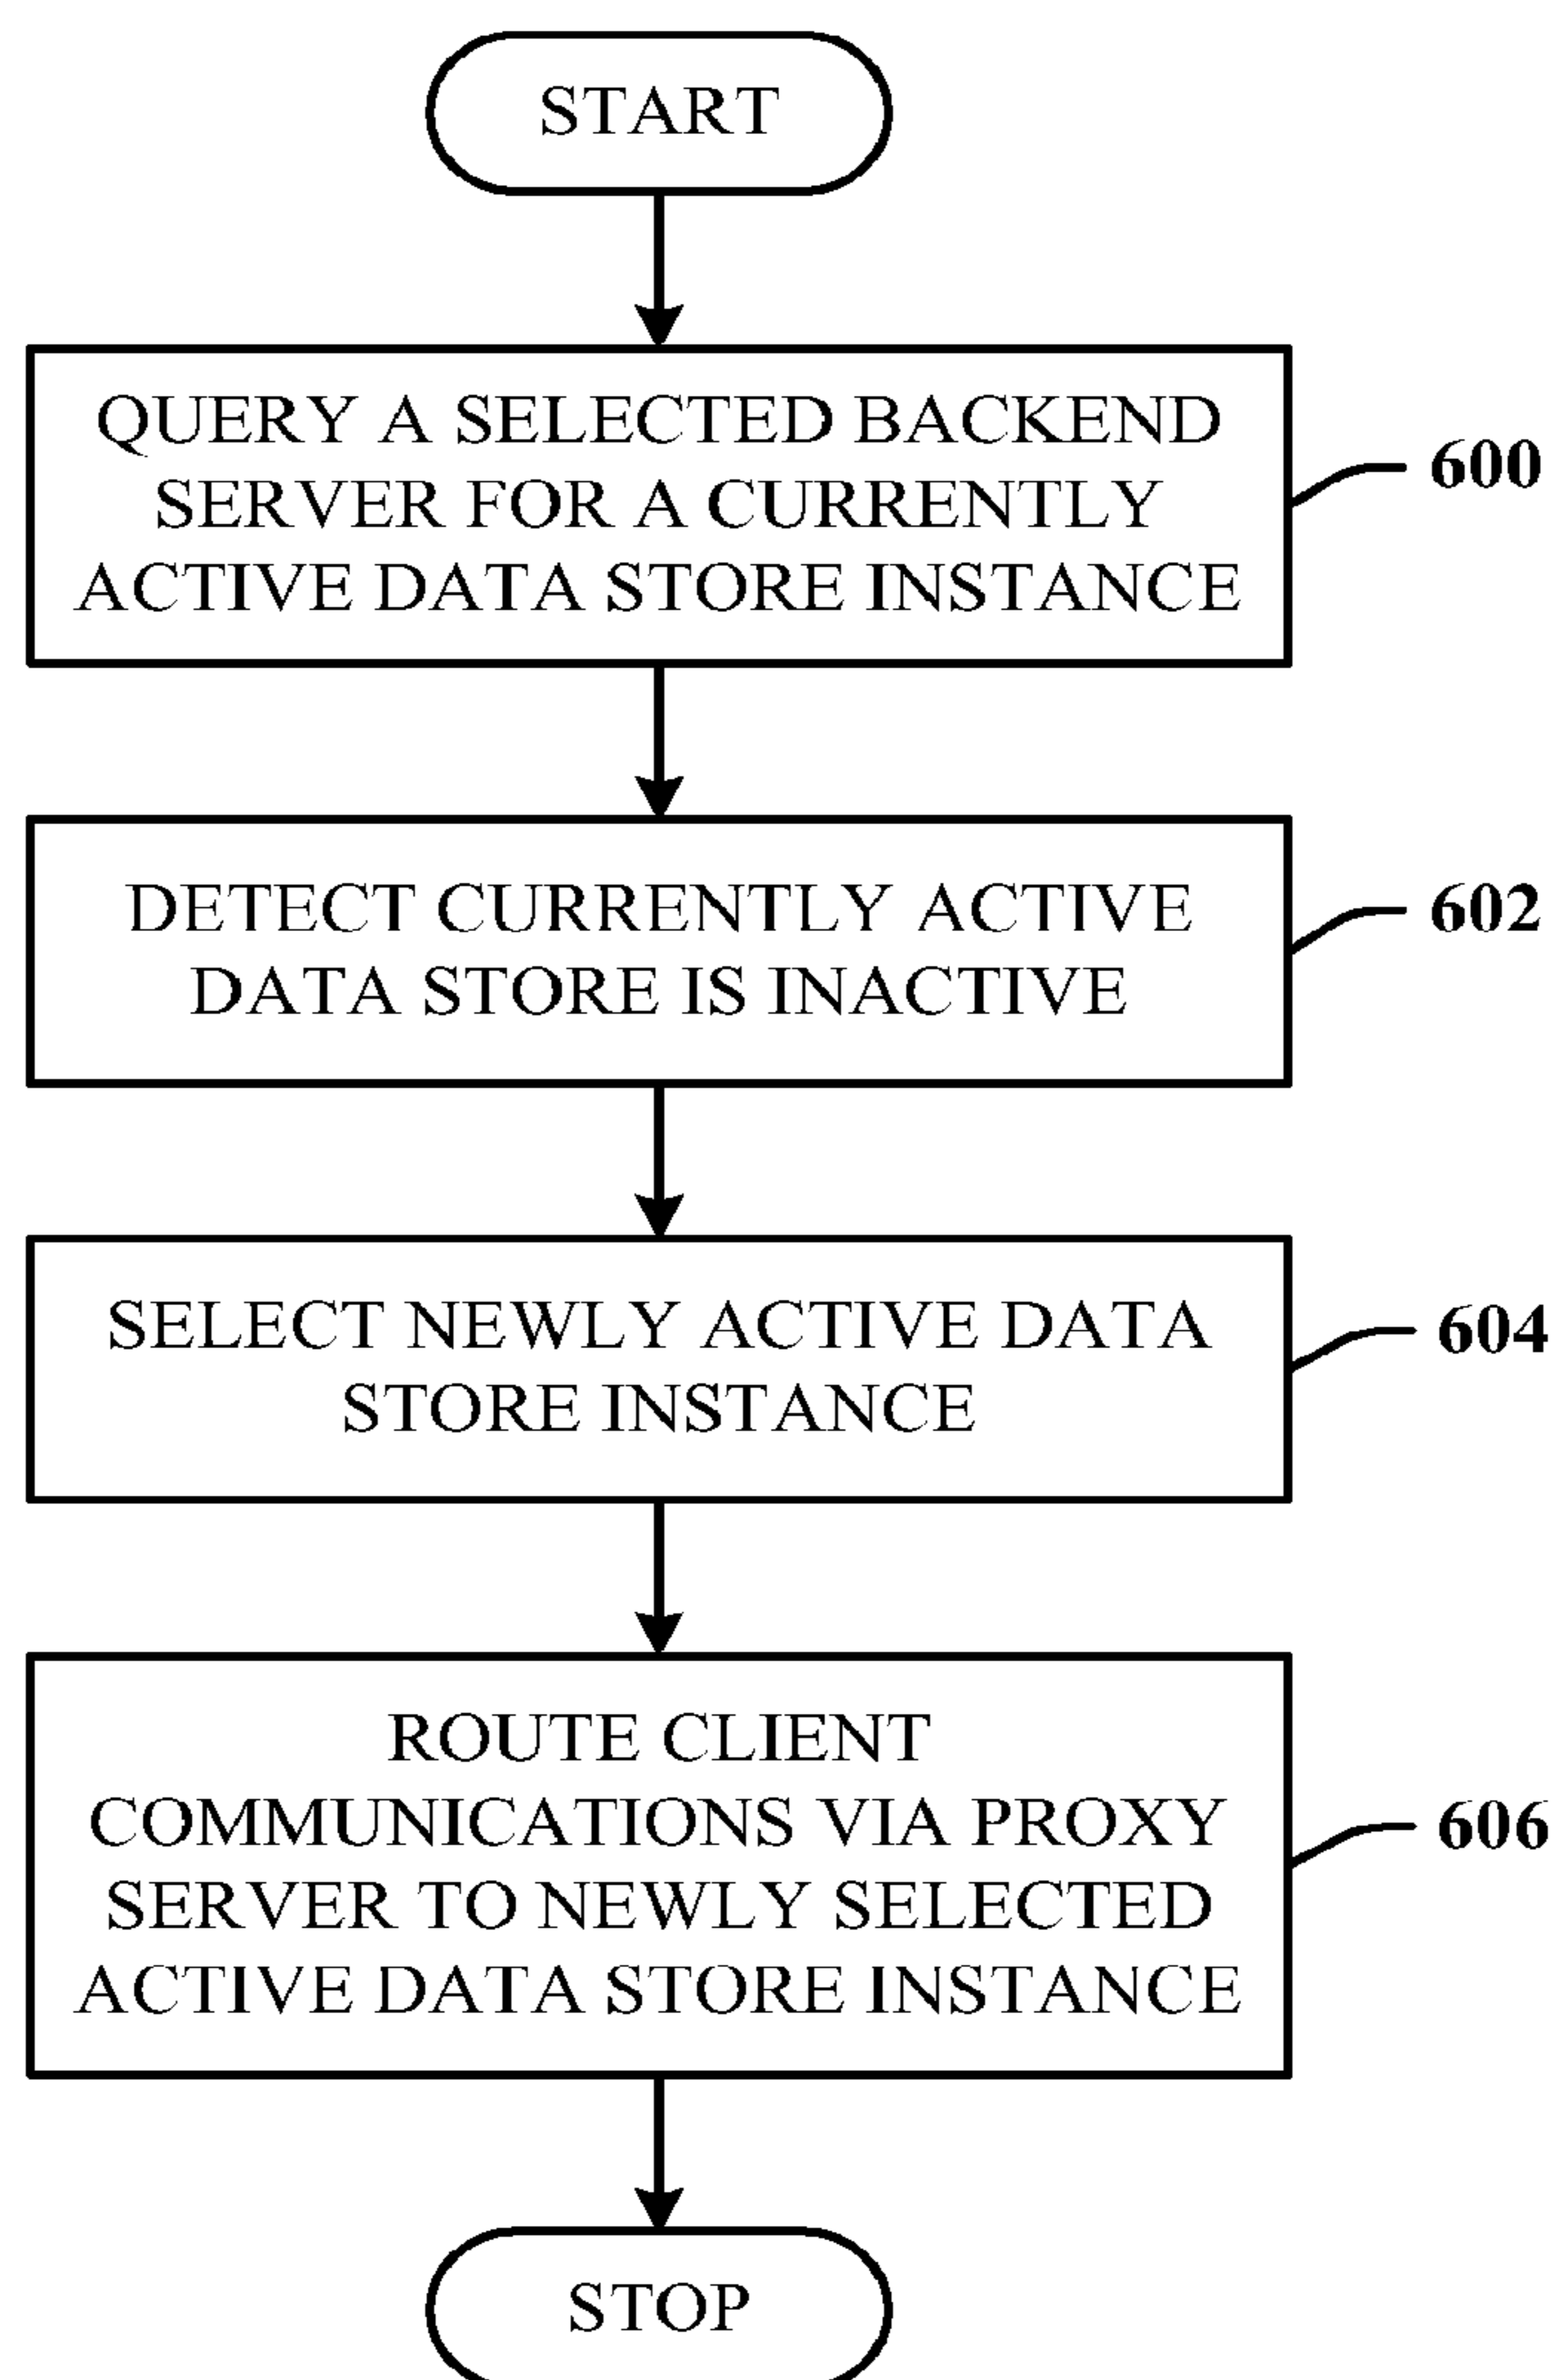 START
QUERY A SELECTED BACKEND
SERVER FOR A CURRENTLY
ACTIVE DATA STORE INSTANCE
600
DETECT CURRENTLY ACTIVE
DATA STORE IS INACTIVE
602
SELECT NEWLY ACTIVE DATA
STORE INSTANCE
604
ROUTE CLIENT
COMMUNICATIONS VIA PROXY
SERVER TO NEWLY SELECTED
ACTIVE DATA STORE INSTANCE
606
STOP